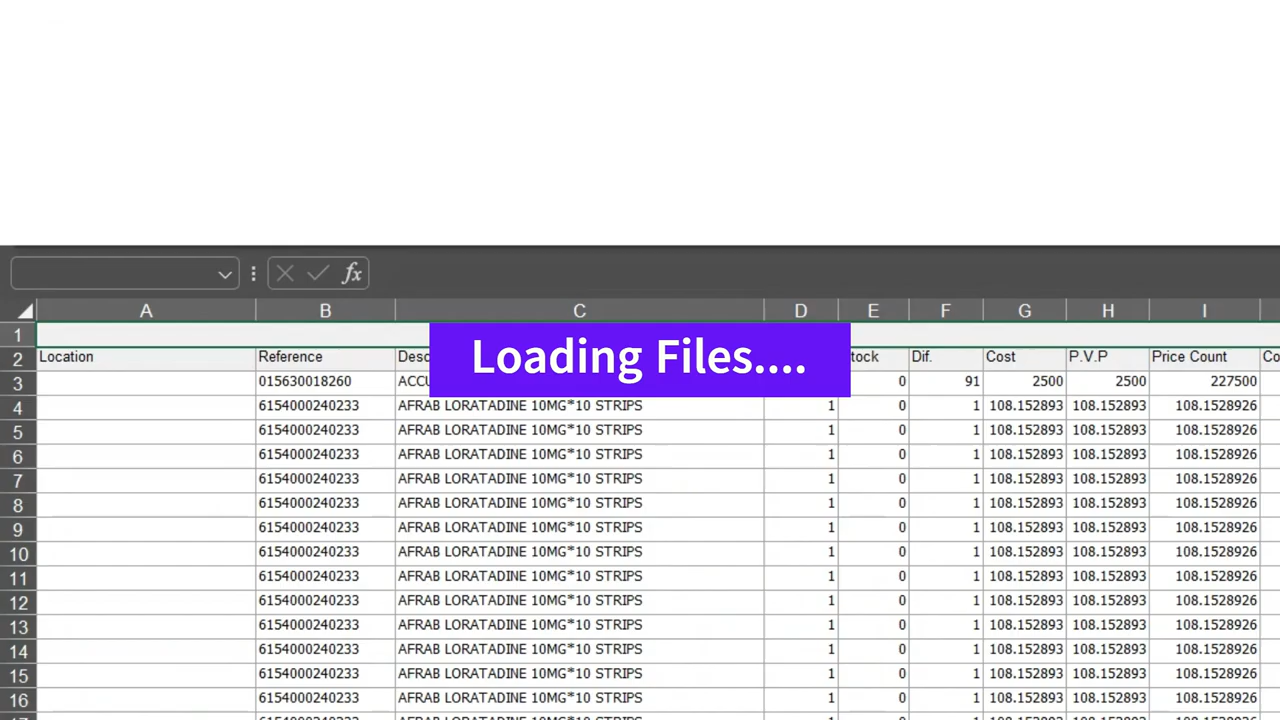 fx
A B C D E F G H I
1
Loading Files....
2 Location Reference Dif. Cost P.V.P Price Count
3 015630018260 0 91 2500 2500 227500
4 6154000240233 AFRAB LORATADINE 10MG*10 STRIPS 1 0 1 108.152893 108.152893 108.1528926
5 6154000240233 AFRAB LORATADINE 10MG*10 STRIPS 1 0 1 108.152893 108.152893 108.1528926
6 6154000240233 AFRAB LORATADINE 10MG*10 STRIPS 1 0 1 108.152893 108.152893 108.1528926
7 6154000240233 AFRAB LORATADINE 10MG*10 STRIPS 1 0 1 108.152893 108.152893 108.1528926
8 6154000240233 AFRAB LORATADINE 10MG*10 STRIPS 1 0 1 108.152893 108.152893 108.1528926
9 6154000240233 AFRAB LORATADINE 10MG*10 STRIPS 1 0 1 108.152893 108.152893 108.1528926
10 6154000240233 AFRAB LORATADINE 10MG*10 STRIPS 1 0 1 108.152893 108.152893 108.1528926
11 6154000240233 AFRAB LORATADINE 10MG*10 STRIPS 1 0 1 108.152893 108.152893 108.1528926
12 6154000240233 AFRAB LORATADINE 10MG*10 STRIPS 1 0 1 108.152893 108.152893 108.1528926
13 6154000240233 AFRAB LORATADINE 10MG*10 STRIPS 1 0 1 108.152893 108.152893 108.1528926
14 6154000240233 AFRAB LORATADINE 10MG*10 STRIPS 1 0 1 108.152893 108.152893 108.1528926
15 6154000240233 AFRAB LORATADINE 10MG*10 STRIPS 1 0 1 108.152893 108.152893 108.1528926
16 6154000240233 AFRAB LORATADINE 10MG*10 STRIPS 1 0 1 108.152893 108.152893 108.1528926